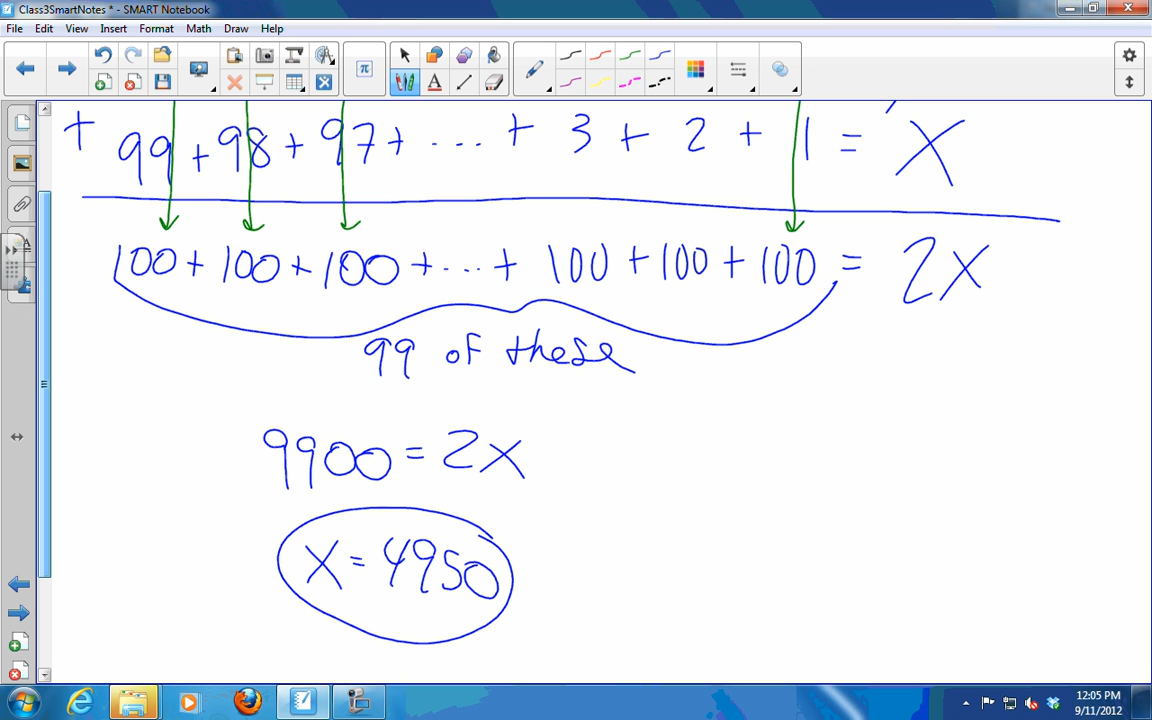 Class3SmartNotes * - SMART Notebook
File Edit View Insert Format Math Draw Help
π
A
+ 99 + 98 + 97 + ... + 3 + 2 + 1 = X
100 + 100 + 100 + ... + 100 + 100 + 100 = 2X
99 of these
9900 = 2X
X = 4950
12:05 PM
9/11/2012